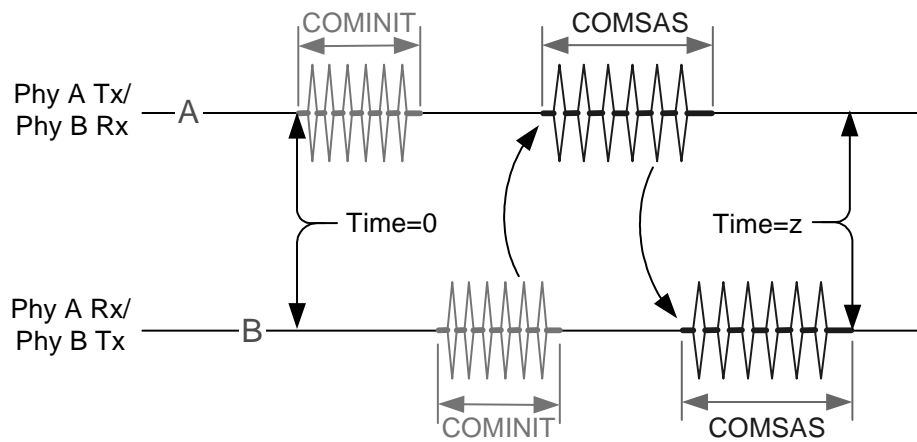 COMINIT
COMSAS
Phy A Tx/
Phy B Rx
A
Time=0
Time=z
Phy A Rx/
Phy B Tx
B
COMINIT
COMSAS